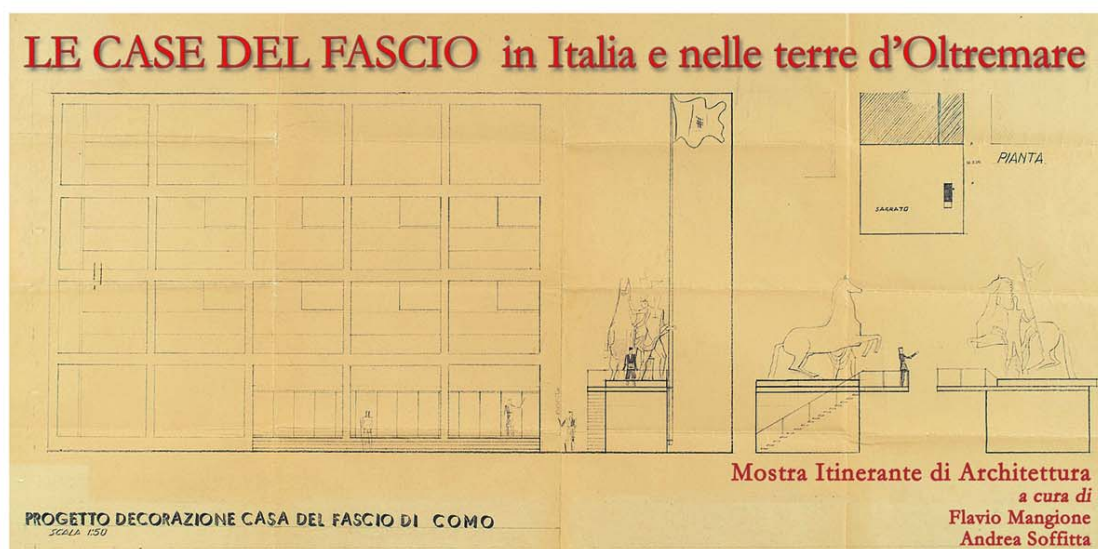 LE CASE DEL FASCIO in Italia e nelle terre d'Oltremare
PIANTA
SAGRATO
Mostra Itinerante di Architettura
a cura di
Flavio Mangione
Andrea Soffitta
PROGETTO DECORAZIONE CASA DEL FASCIO DI COMO
SCALA 1:50